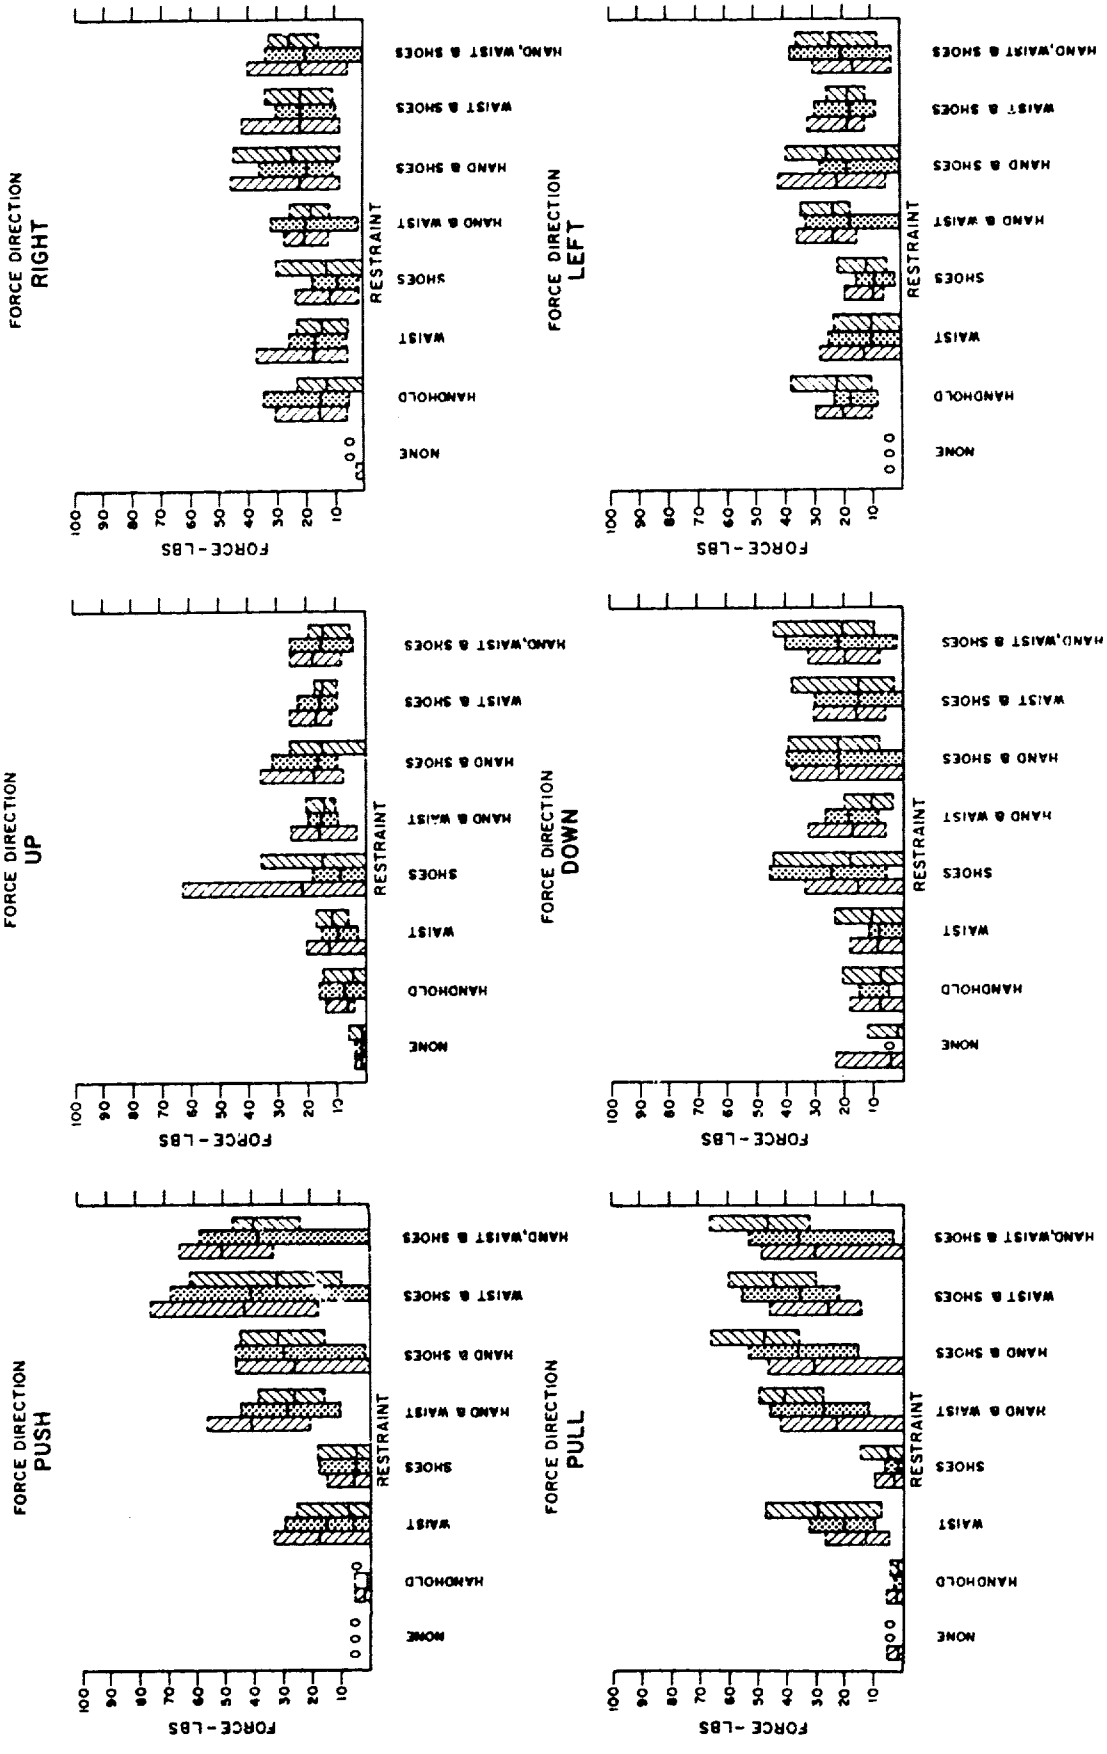 FORCE DIRECTION
PUSH
FORCE-LBS
100
90
80
70
60
50
40
30
20
10
NONE
HANDHOLD
WAIST
SHOES
HAND & WAIST
HAND & SHOES
WAIST & SHOES
HAND, WAIST & SHOES
RESTRAINT
FORCE DIRECTION
UP
FORCE-LBS
100
90
80
70
60
50
40
30
20
10
NONE
HANDHOLD
WAIST
SHOES
HAND & WAIST
HAND & SHOES
WAIST & SHOES
HAND, WAIST & SHOES
RESTRAINT
FORCE DIRECTION
RIGHT
FORCE-LBS
100
90
80
70
60
50
40
30
20
10
NONE
HANDHOLD
WAIST
SHOES
HAND & WAIST
HAND & SHOES
WAIST & SHOES
HAND, WAIST & SHOES
RESTRAINT
FORCE DIRECTION
PULL
FORCE-LBS
100
90
80
70
60
50
40
30
20
10
NONE
HANDHOLD
WAIST
SHOES
HAND & WAIST
HAND & SHOES
WAIST & SHOES
HAND, WAIST & SHOES
RESTRAINT
FORCE DIRECTION
DOWN
FORCE-LBS
100
90
80
70
60
50
40
30
20
10
NONE
HANDHOLD
WAIST
SHOES
HAND & WAIST
HAND & SHOES
WAIST & SHOES
HAND, WAIST & SHOES
RESTRAINT
FORCE DIRECTION
LEFT
FORCE-LBS
100
90
80
70
60
50
40
30
20
10
NONE
HANDHOLD
WAIST
SHOES
HAND & WAIST
HAND & SHOES
WAIST & SHOES
HAND, WAIST & SHOES
RESTRAINT